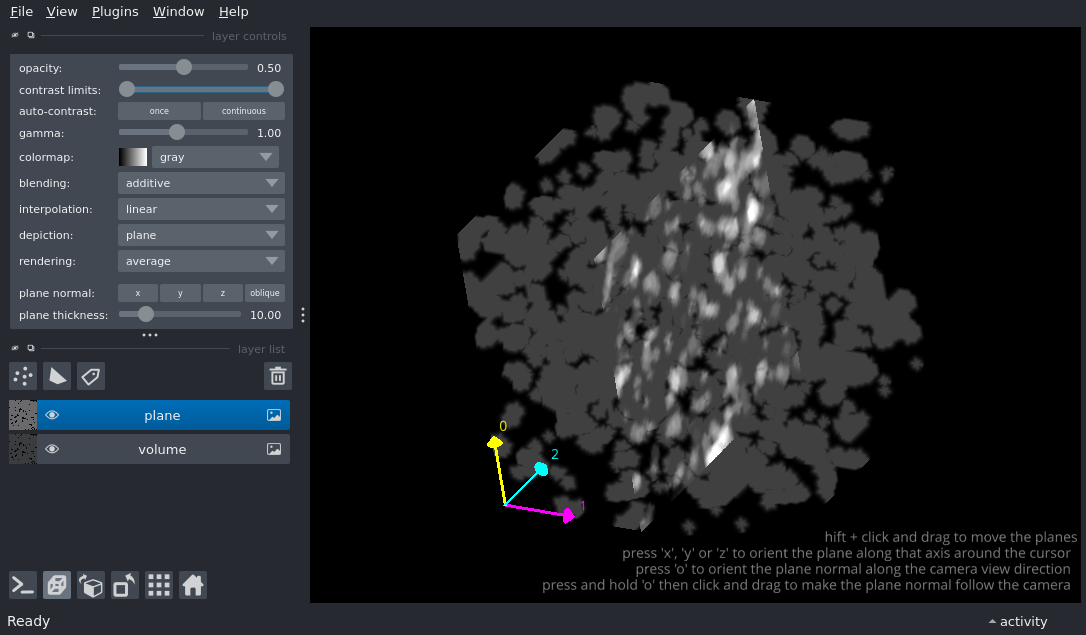 File View Plugins Window Help
layer controls
opacity: 0.50
contrast limits:
auto-contrast: once continuous
gamma: 1.00
colormap: gray
blending: additive
interpolation: linear
depiction: plane
rendering: average
plane normal: x y z oblique
plane thickness: 10.00
layer list
plane
volume
0
2
1
hift + click and drag to move the planes
press 'x', 'y' or 'z' to orient the plane along that axis around the cursor
press 'o' to orient the plane normal along the camera view direction
press and hold 'o' then click and drag to make the plane normal follow the camera
Ready activity